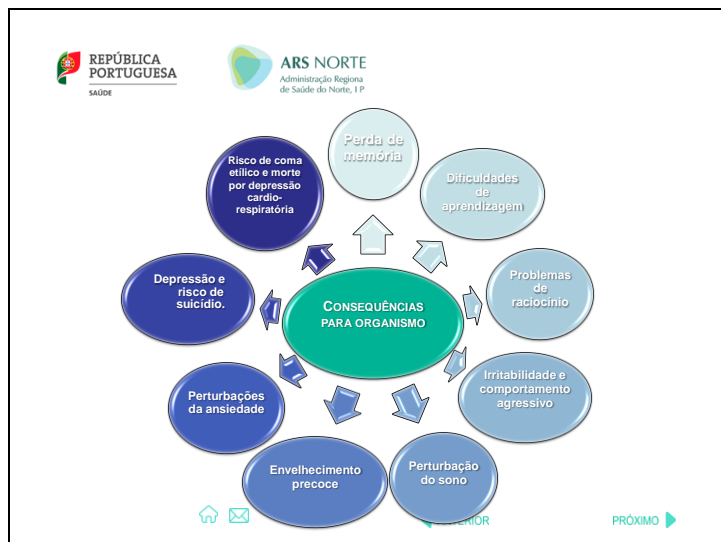 REPÚBLICA
PORTUGUESA
SAÚDE
ARS NORTE
Administração Regiona
de Saúde do Norte, I P
Perda de
memória
Dificuldades
de
aprendizagem
Problemas
de
raciocínio
Irritabilidade e
comportamento
agressivo
Perturbação
do sono
Envelhecimento
precoce
Perturbações
da ansiedade
Depressão e
risco de
suicídio.
Risco de coma
etílico e morte
por depressão
cardio-
respiratória
CONSEQUÊNCIAS
PARA ORGANISMO
PRÓXIMO